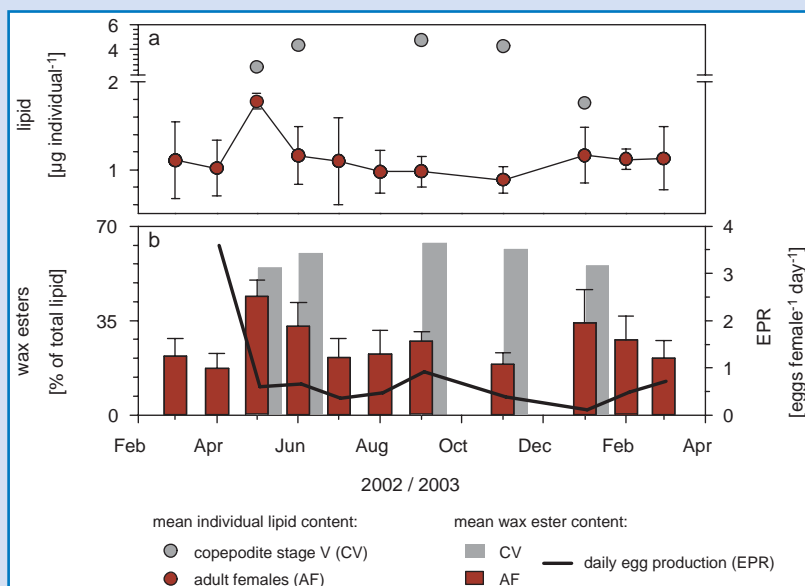 a
6
4
2
1
lipid
[µg individual⁻¹]
b
70
35
0
wax esters
[% of total lipid]
4
3
2
1
0
EPR
[eggs female⁻¹ day⁻¹]
Feb Apr Jun Aug Oct Dec Feb Apr
2002 / 2003
mean individual lipid content:
copepodite stage V (CV)
adult females (AF)
mean wax ester content:
CV
AF
daily egg production (EPR)